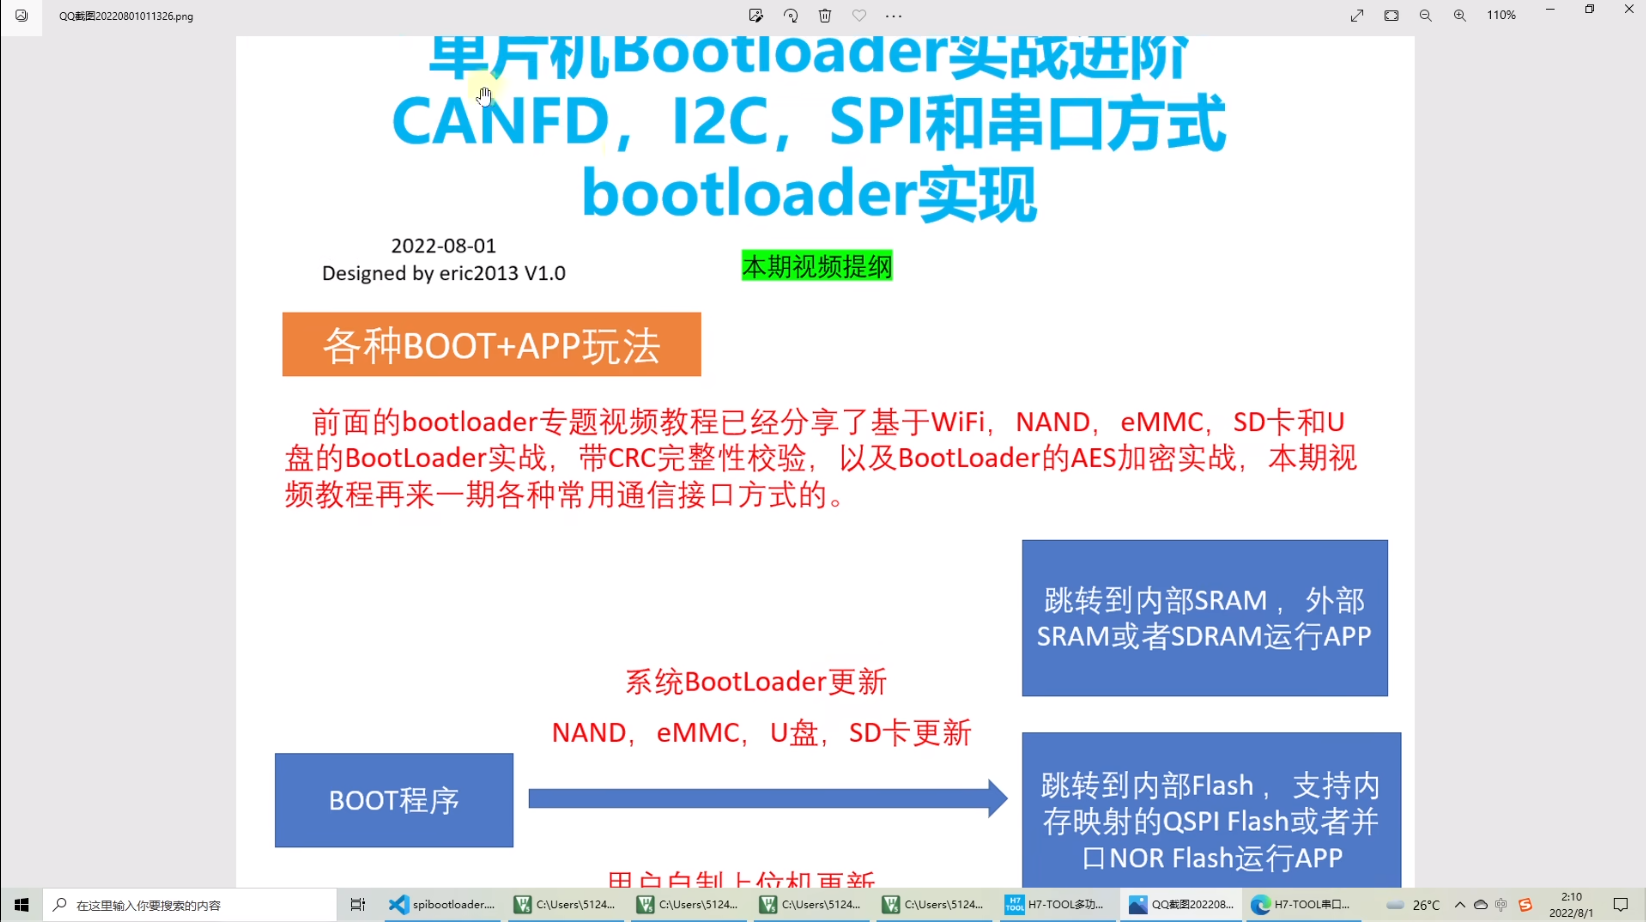 QQ截图20220801011326.png
110%
单片机Bootloader实战进阶
CANFD，I2C，SPI和串口方式
bootloader实现
2022-08-01
Designed by eric2013 V1.0
本期视频提纲
各种BOOT+APP玩法
前面的bootloader专题视频教程已经分享了基于WiFi，NAND，eMMC，SD卡和U
盘的BootLoader实战，带CRC完整性校验，以及BootLoader的AES加密实战，本期视
频教程再来一期各种常用通信接口方式的。
跳转到内部SRAM ，外部
SRAM或者SDRAM运行APP
系统BootLoader更新
NAND，eMMC，U盘，SD卡更新
BOOT程序
跳转到内部Flash ，支持内
存映射的QSPI Flash或者并
口NOR Flash运行APP
用户自制上位机更新
在这里输入你要搜索的内容
spibootloader....
C:\Users\5124...
C:\Users\5124...
C:\Users\5124...
C:\Users\5124...
H7-TOOL多功...
QQ截图202208...
H7-TOOL串口...
26°C
中
2:10
2022/8/1